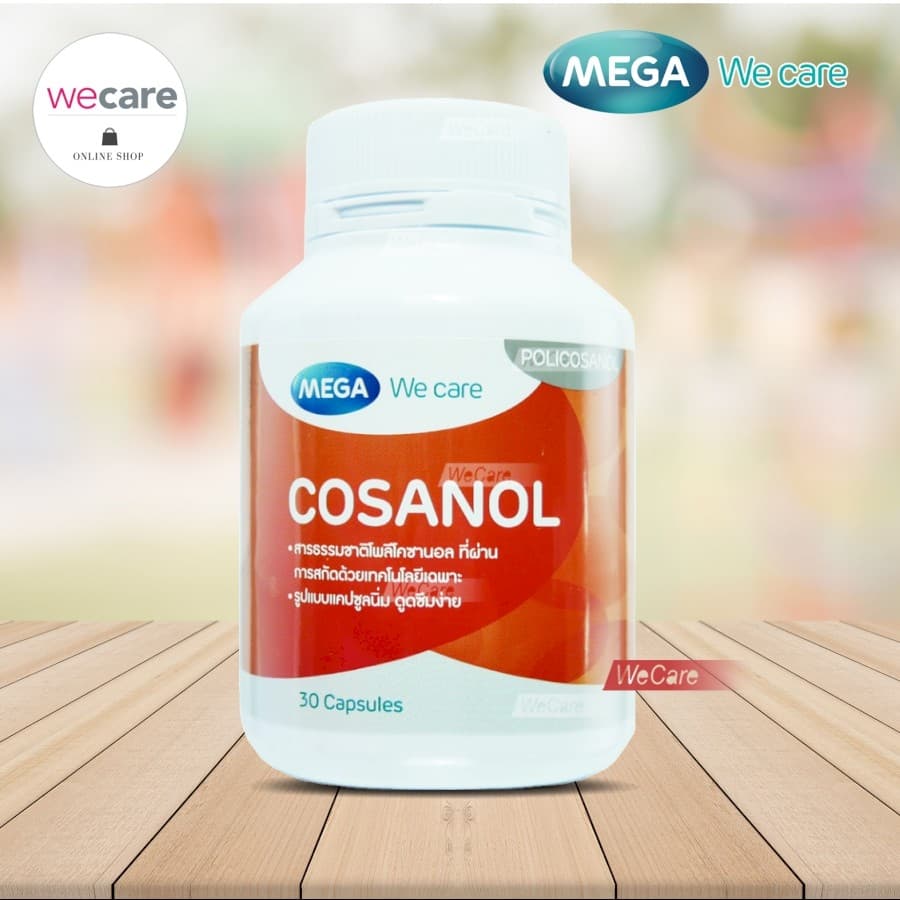 wecare
ONLINE SHOP
MEGA We care
WeCare
WeCare
POLICOSANOL
MEGA We care
WeCare
COSANOL
•สารธรรมชาติโพลีโคซานอล ที่ผ่าน
การสกัดด้วยเทคโนโลยีเฉพาะ
WeCare
•รูปแบบแคปซูลนิ่ม ดูดซึมง่าย
WeCare
30 Capsules
WeCare